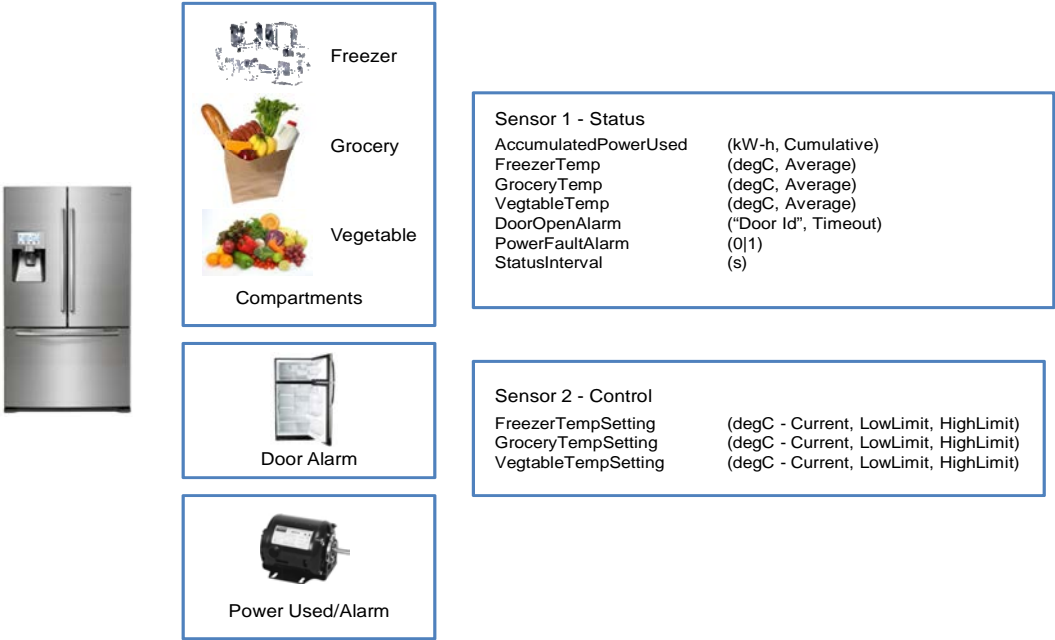 Freezer
Grocery
Vegetable
Compartments
Door Alarm
Power Used/Alarm
Sensor 1 - Status
AccumulatedPowerUsed (kW-h, Cumulative)
FreezerTemp (degC, Average)
GroceryTemp (degC, Average)
VegtableTemp (degC, Average)
DoorOpenAlarm (“Door Id”, Timeout)
PowerFaultAlarm (0|1)
StatusInterval (s)
Sensor 2 - Control
FreezerTempSetting (degC - Current, LowLimit, HighLimit)
GroceryTempSetting (degC - Current, LowLimit, HighLimit)
VegtableTempSetting (degC - Current, LowLimit, HighLimit)